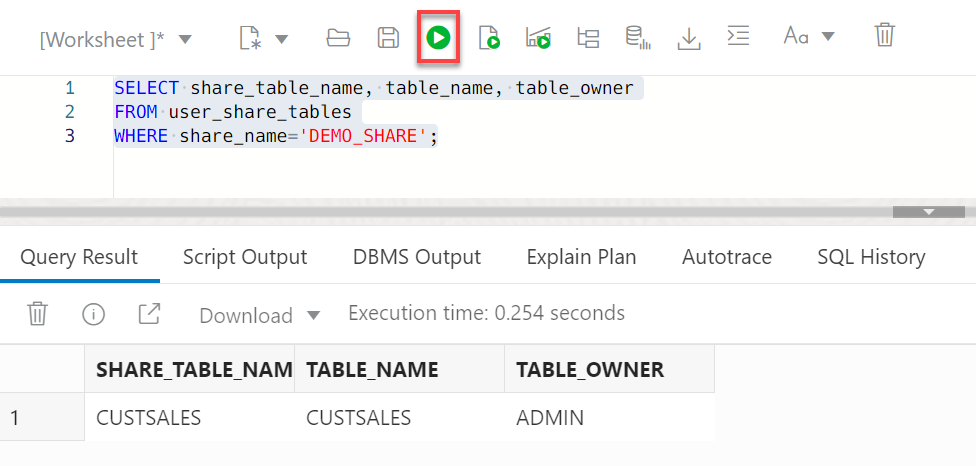 [Worksheet ]* Aa
1 SELECT share_table_name, table_name, table_owner
2 FROM user_share_tables
3 WHERE share_name='DEMO_SHARE';
Query Result Script Output DBMS Output Explain Plan Autotrace SQL History
Download Execution time: 0.254 seconds
SHARE_TABLE_NAM TABLE_NAME TABLE_OWNER
1 CUSTSALES CUSTSALES ADMIN